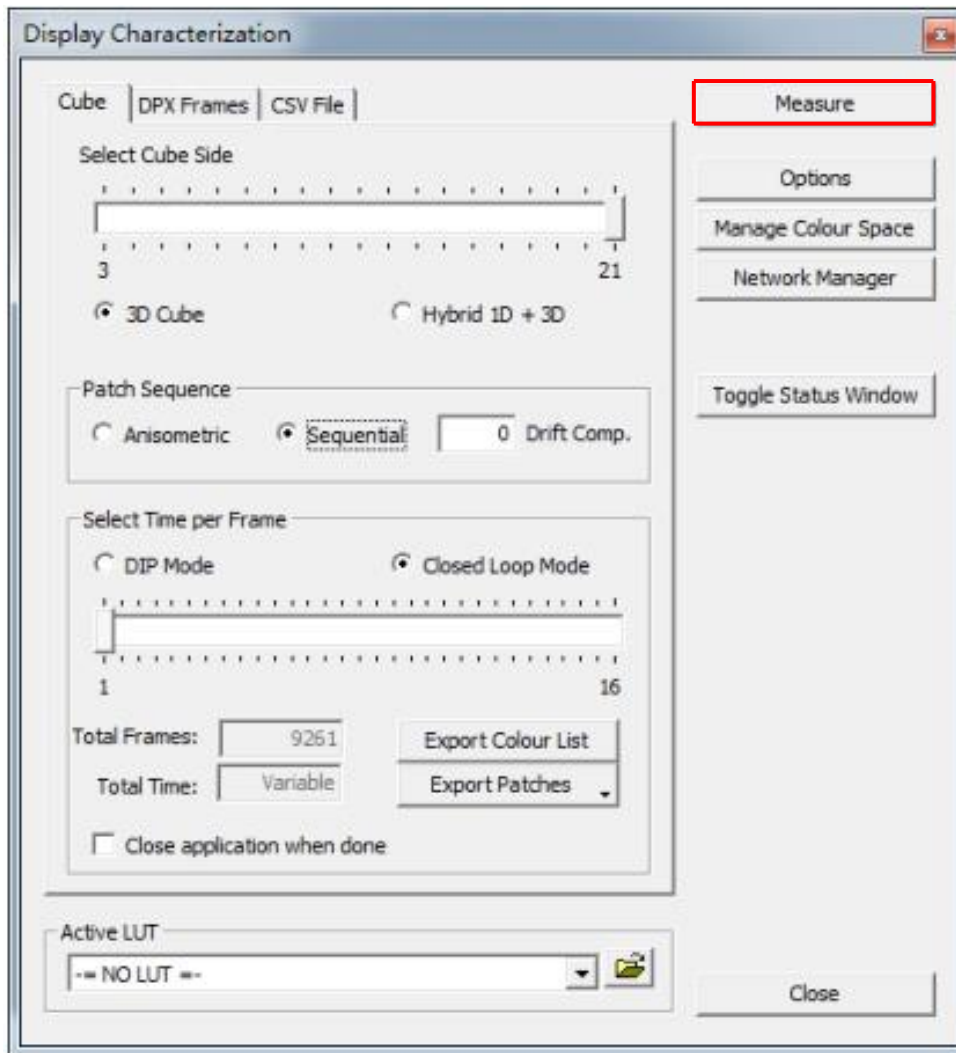 Display Characterization
Cube DPX Frames CSV File
Select Cube Side
3 21
3D Cube Hybrid 1D + 3D
Patch Sequence
Anisometric Sequential 0 Drift Comp.
Select Time per Frame
DIP Mode Closed Loop Mode
1 16
Total Frames: 9261 Export Colour List
Total Time: Variable Export Patches
Close application when done
Active LUT
-= NO LUT =-
Measure
Options
Manage Colour Space
Network Manager
Toggle Status Window
Close